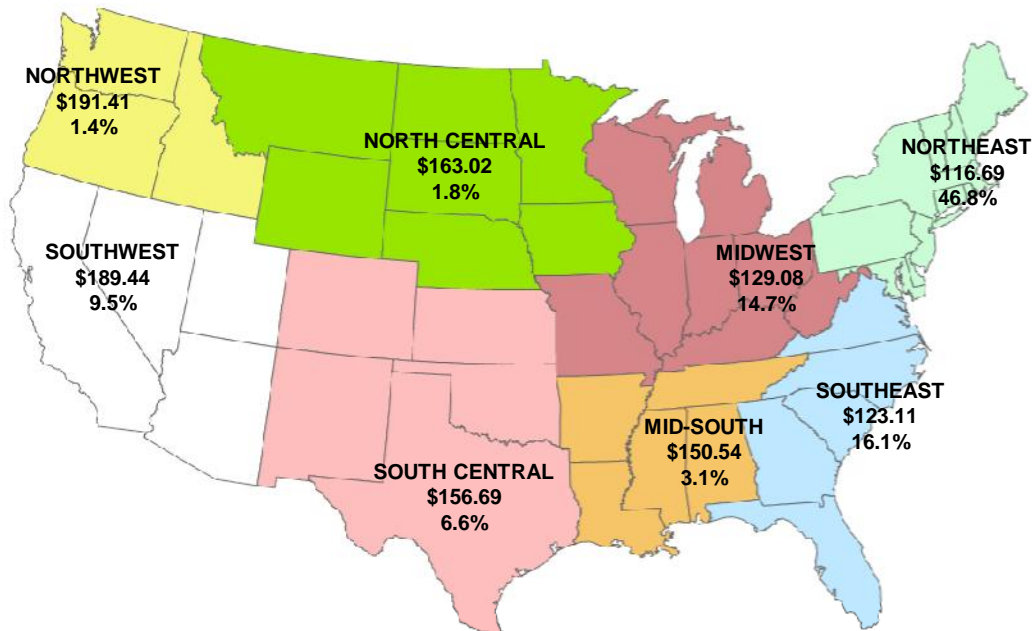 NORTHWEST
$191.41
1.4%
NORTH CENTRAL
$163.02
1.8%
NORTHEAST
$116.69
46.8%
SOUTHWEST
$189.44
9.5%
MIDWEST
$129.08
14.7%
SOUTHEAST
$123.11
16.1%
MID-SOUTH
$150.54
3.1%
SOUTH CENTRAL
$156.69
6.6%